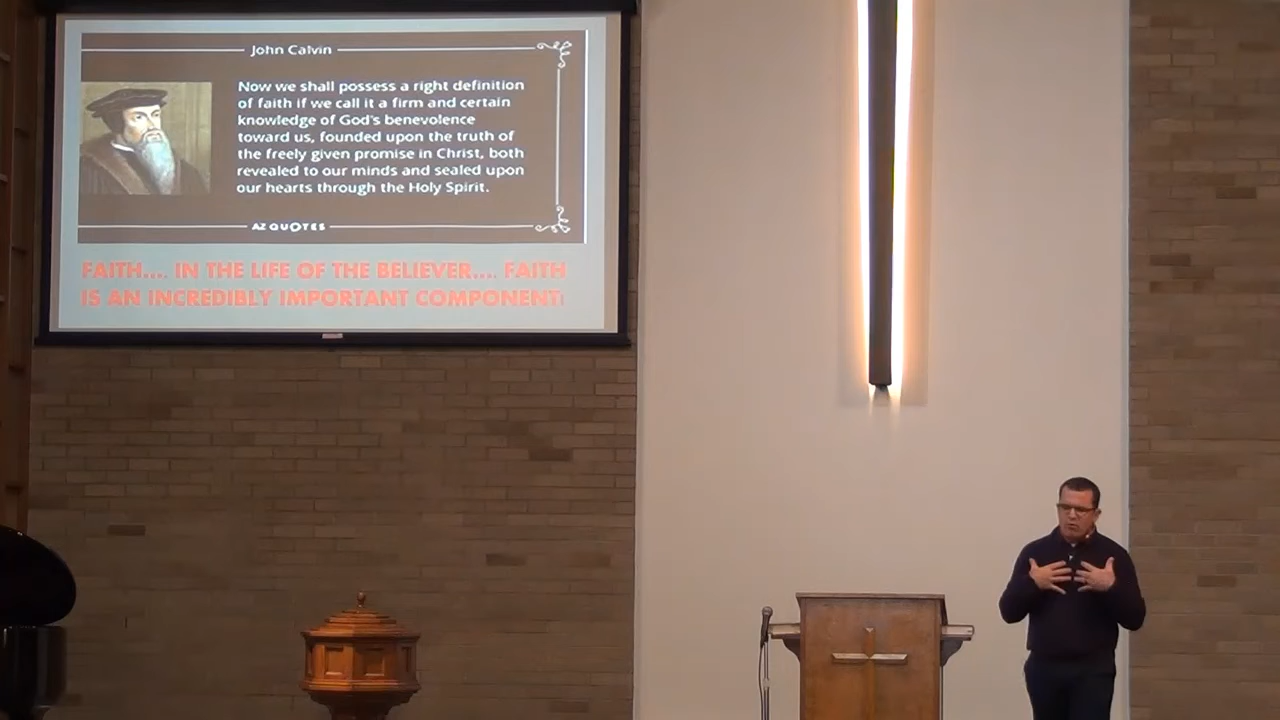 John Calvin
Now we shall possess a right definition
of faith if we call it a firm and certain
knowledge of God's benevolence
toward us, founded upon the truth of
the freely given promise in Christ, both
revealed to our minds and sealed upon
our hearts through the Holy Spirit.
AZ QUOTES
FAITH.... IN THE LIFE OF THE BELIEVER.... FAITH
IS AN INCREDIBLY IMPORTANT COMPONENT!